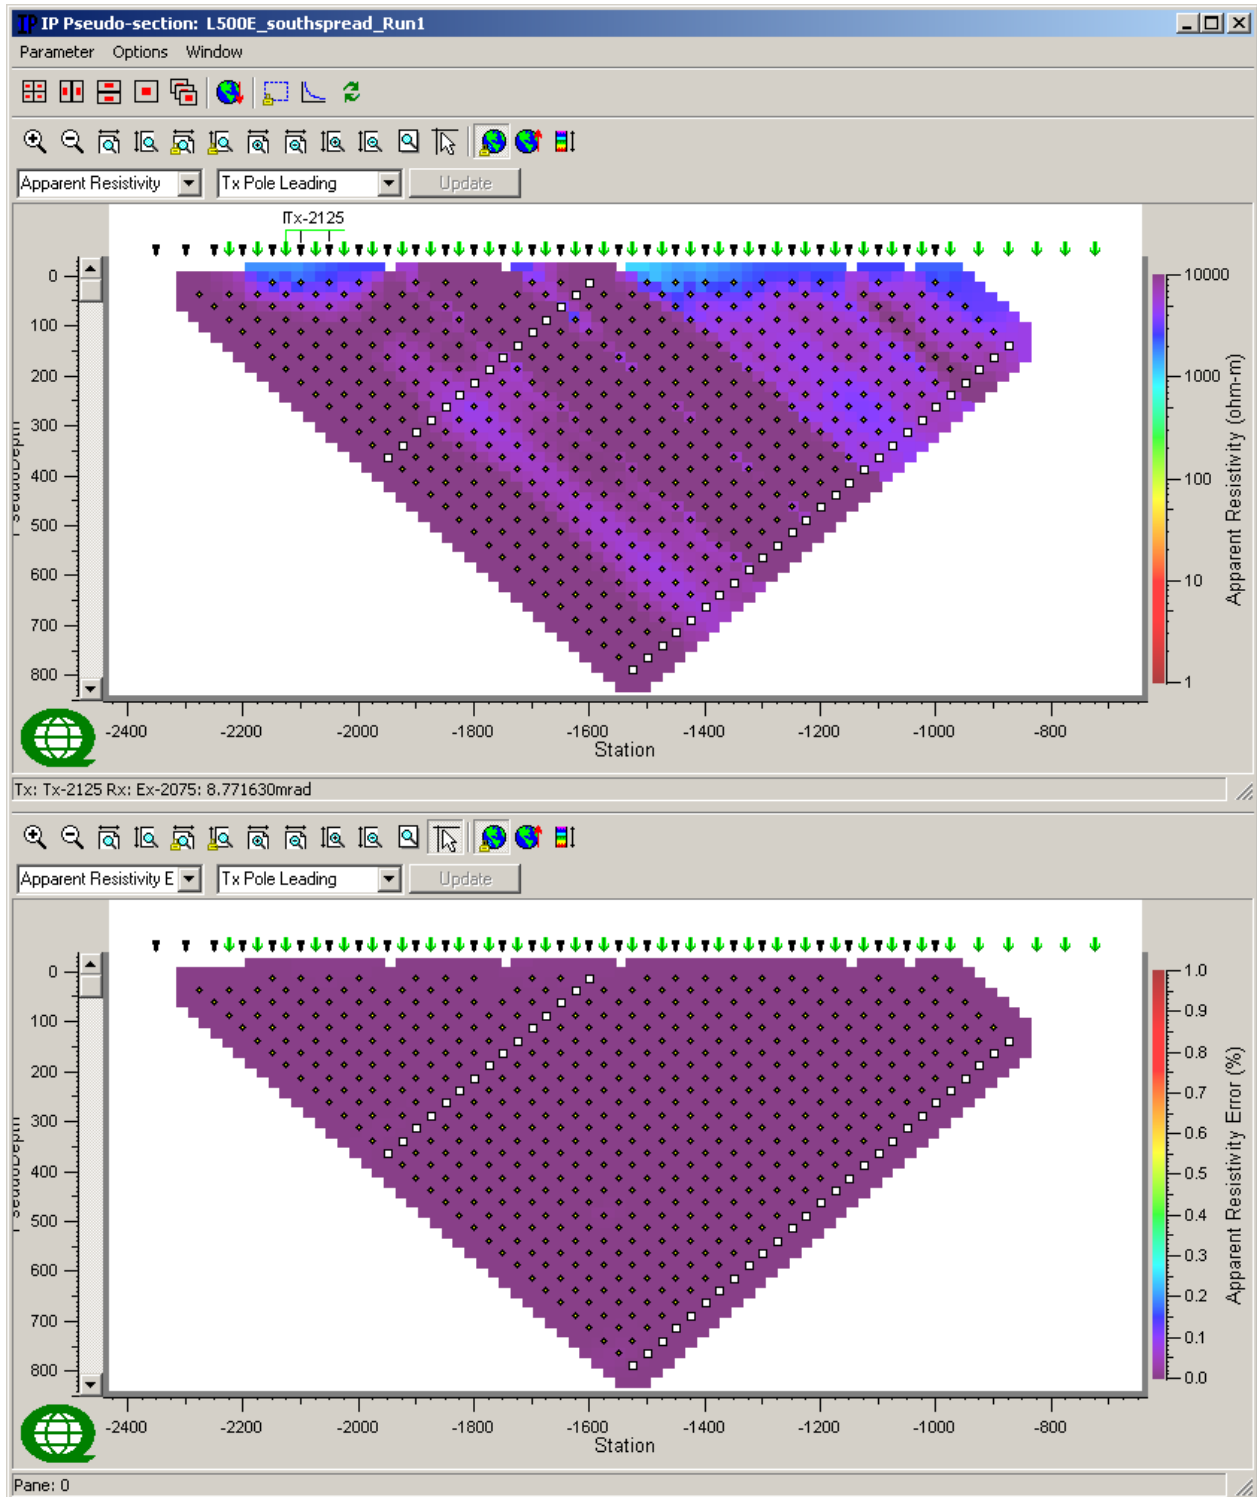 IP Pseudo-section: L500E_southspread_Run1
Parameter Options Window
Apparent Resistivity Tx Pole Leading Update
Tx-2125
0
100
200
300
400
500
600
700
800
-2400 -2200 -2000 -1800 -1600 -1400 -1200 -1000 -800
Station
10000
1000
100
10
1
Apparent Resistivity (ohm-m)
Tx: Tx-2125 Rx: Ex-2075: 8.771630mrad
Apparent Resistivity E Tx Pole Leading Update
0
100
200
300
400
500
600
700
800
-2400 -2200 -2000 -1800 -1600 -1400 -1200 -1000 -800
Station
1.0
0.9
0.8
0.7
0.6
0.5
0.4
0.3
0.2
0.1
0.0
Apparent Resistivity Error (%)
Pane: 0